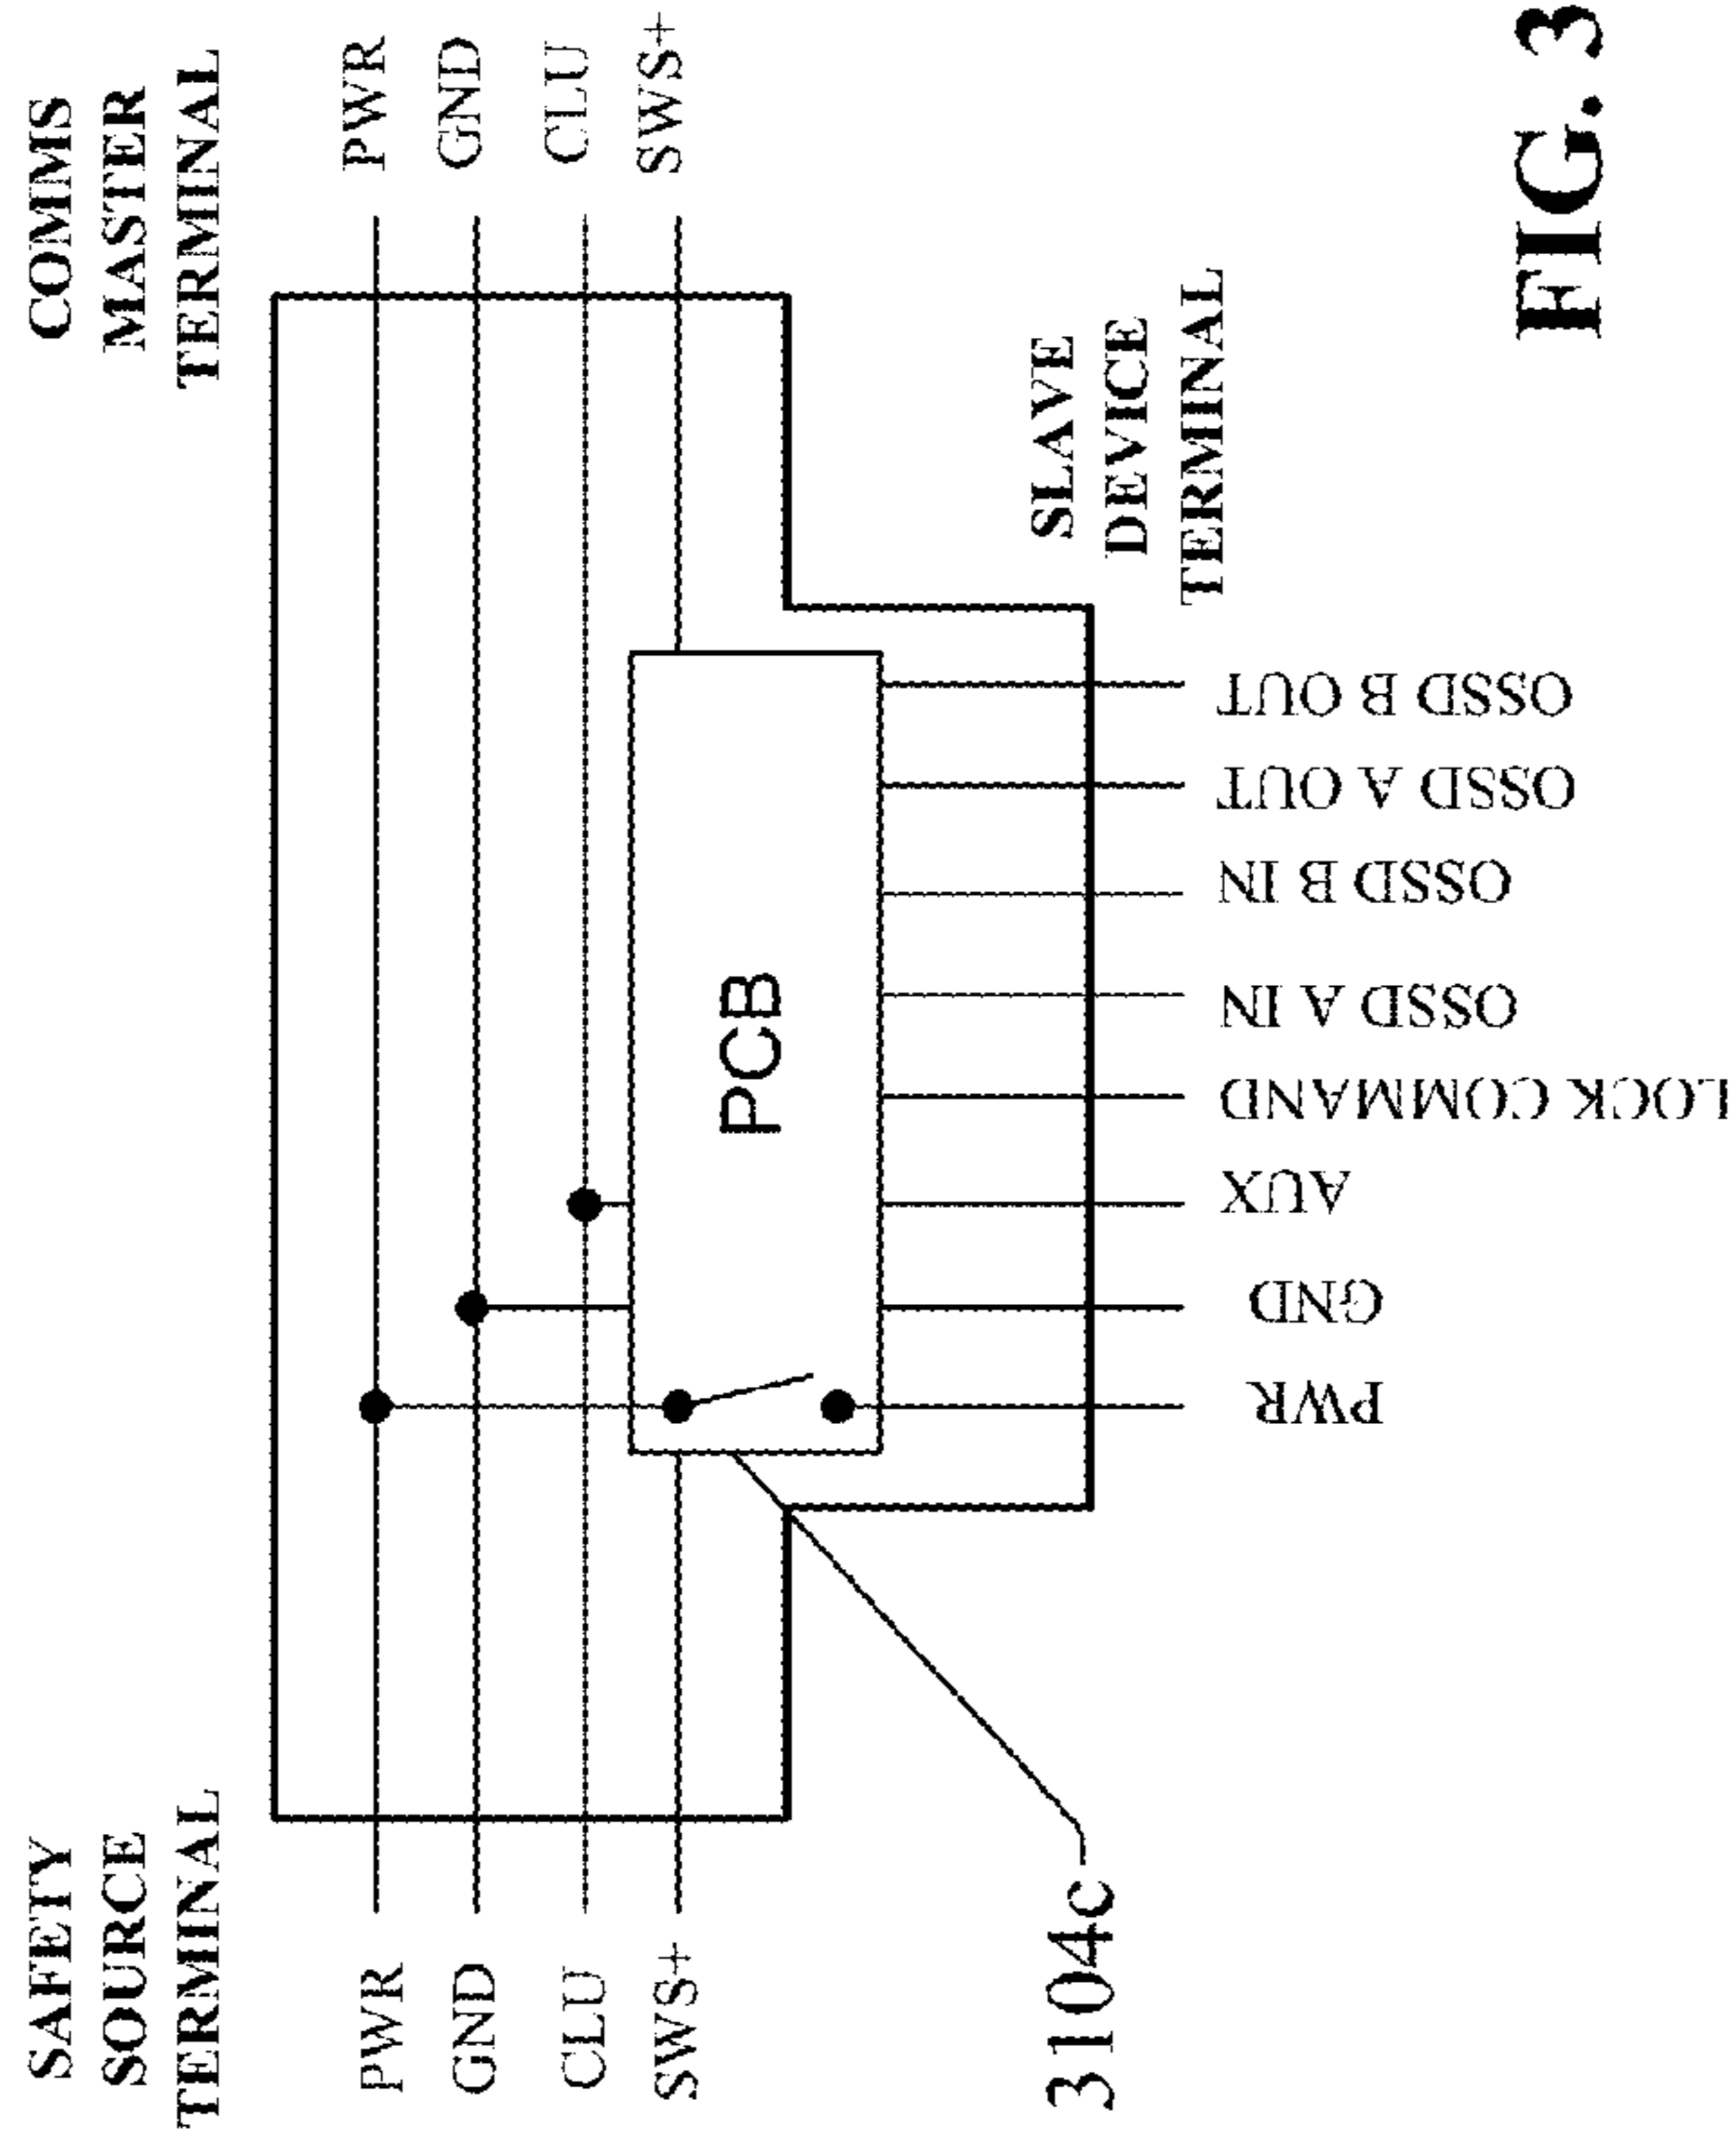 SAFETY
SOURCE
TERMINAL
COMMS
MASTER
TERMINAL
PWR
PWR
GND
GND
CLU
CLU
SWS+
SWS+
PCB
3104c
SLAVE
DEVICE
TERMINAL
PWR
GND
AUX
LOCK COMMAND
OSSD A IN
OSSD B IN
OSSD A OUT
OSSD B OUT
FIG. 3